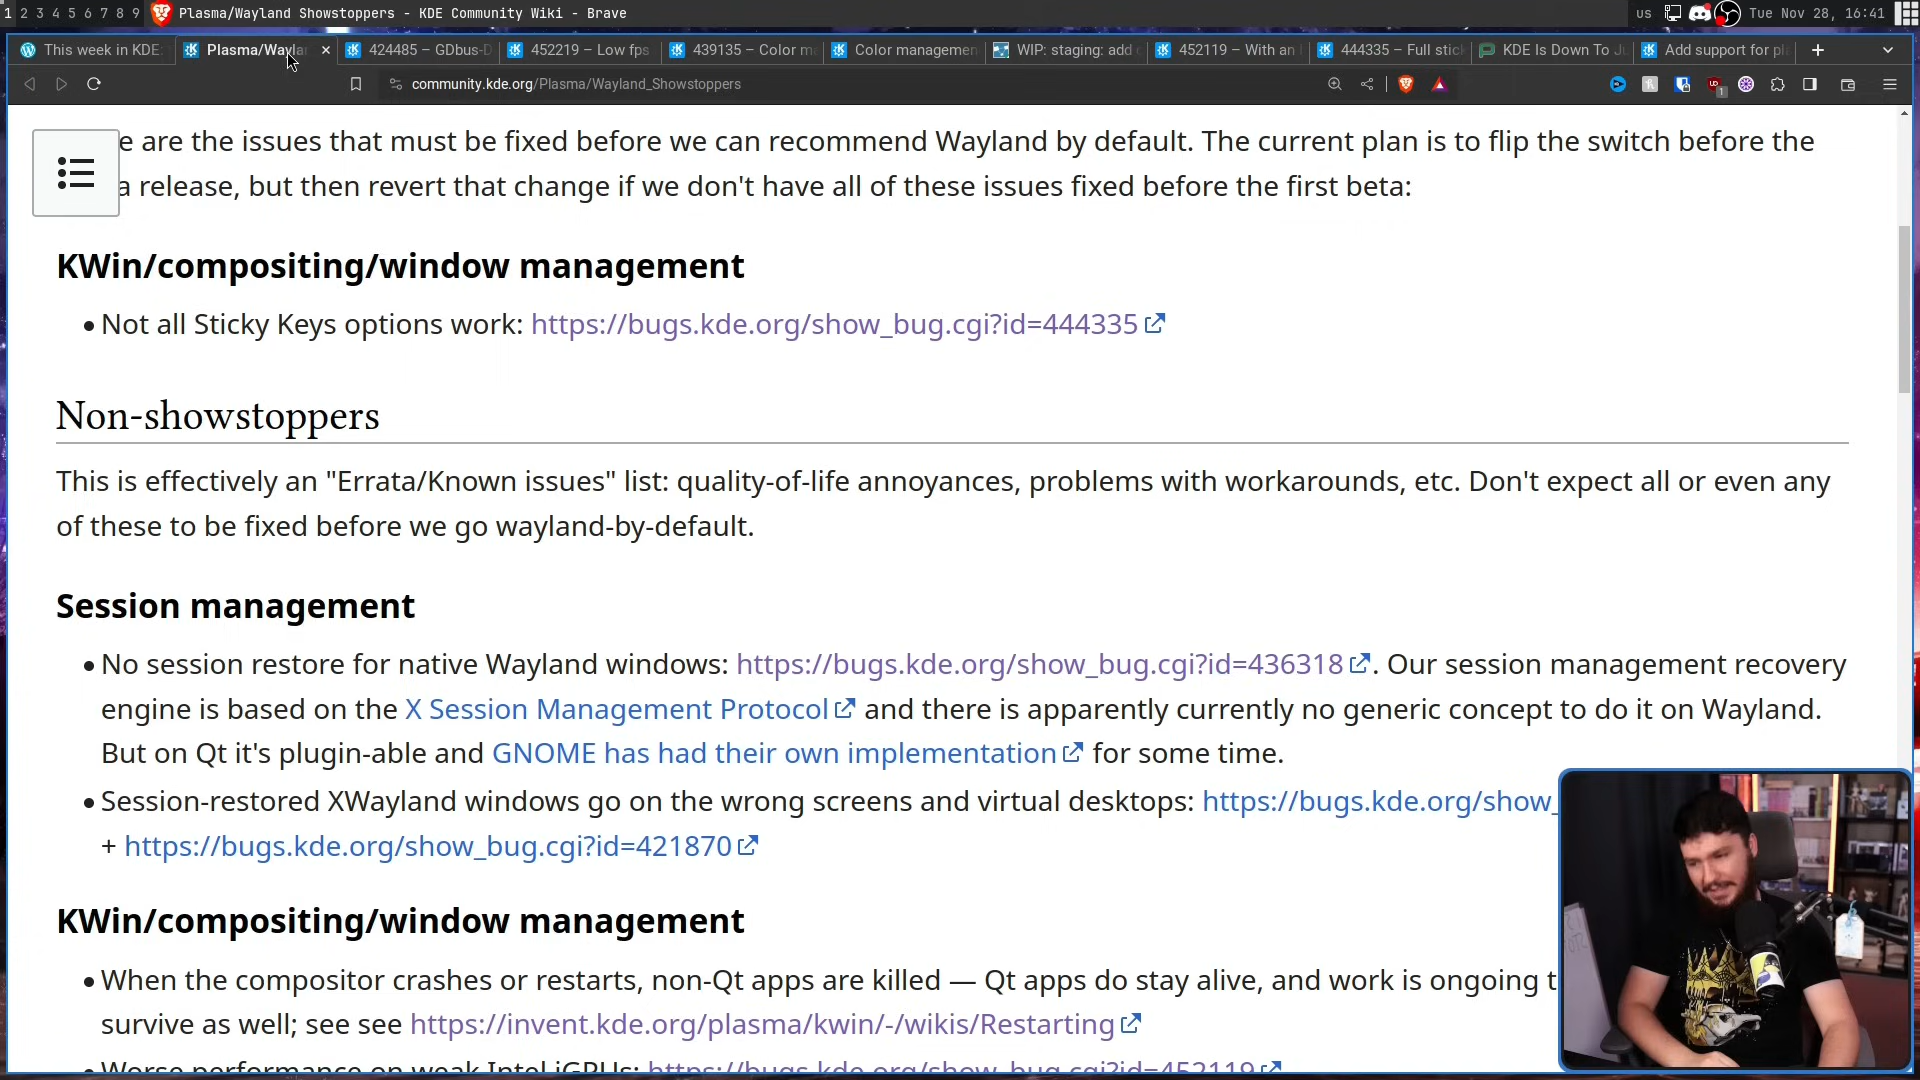 1 2 3 4 5 6 7 8 9 Plasma/Wayland Showstoppers - KDE Community Wiki - Brave us Tue Nov 28, 16:41
This week in KDE: Plasma/Waylan 424485 – GDbus-D 452219 – Low fps 439135 – Color ma Color managemen WIP: staging: add c 452119 – With an I 444335 – Full stick KDE Is Down To Ju Add support for pi
community.kde.org/Plasma/Wayland_Showstoppers
e are the issues that must be fixed before we can recommend Wayland by default. The current plan is to flip the switch before the
a release, but then revert that change if we don't have all of these issues fixed before the first beta:
KWin/compositing/window management
• Not all Sticky Keys options work: https://bugs.kde.org/show_bug.cgi?id=444335
Non-showstoppers
This is effectively an "Errata/Known issues" list: quality-of-life annoyances, problems with workarounds, etc. Don't expect all or even any
of these to be fixed before we go wayland-by-default.
Session management
• No session restore for native Wayland windows: https://bugs.kde.org/show_bug.cgi?id=436318 . Our session management recovery
engine is based on the X Session Management Protocol and there is apparently currently no generic concept to do it on Wayland.
But on Qt it's plugin-able and GNOME has had their own implementation for some time.
• Session-restored XWayland windows go on the wrong screens and virtual desktops: https://bugs.kde.org/show_
+ https://bugs.kde.org/show_bug.cgi?id=421870
KWin/compositing/window management
• When the compositor crashes or restarts, non-Qt apps are killed — Qt apps do stay alive, and work is ongoing t
survive as well; see see https://invent.kde.org/plasma/kwin/-/wikis/Restarting
• Worse performance on weak Intel iGPUs: https://bugs.kde.org/show_bug.cgi?id=452119